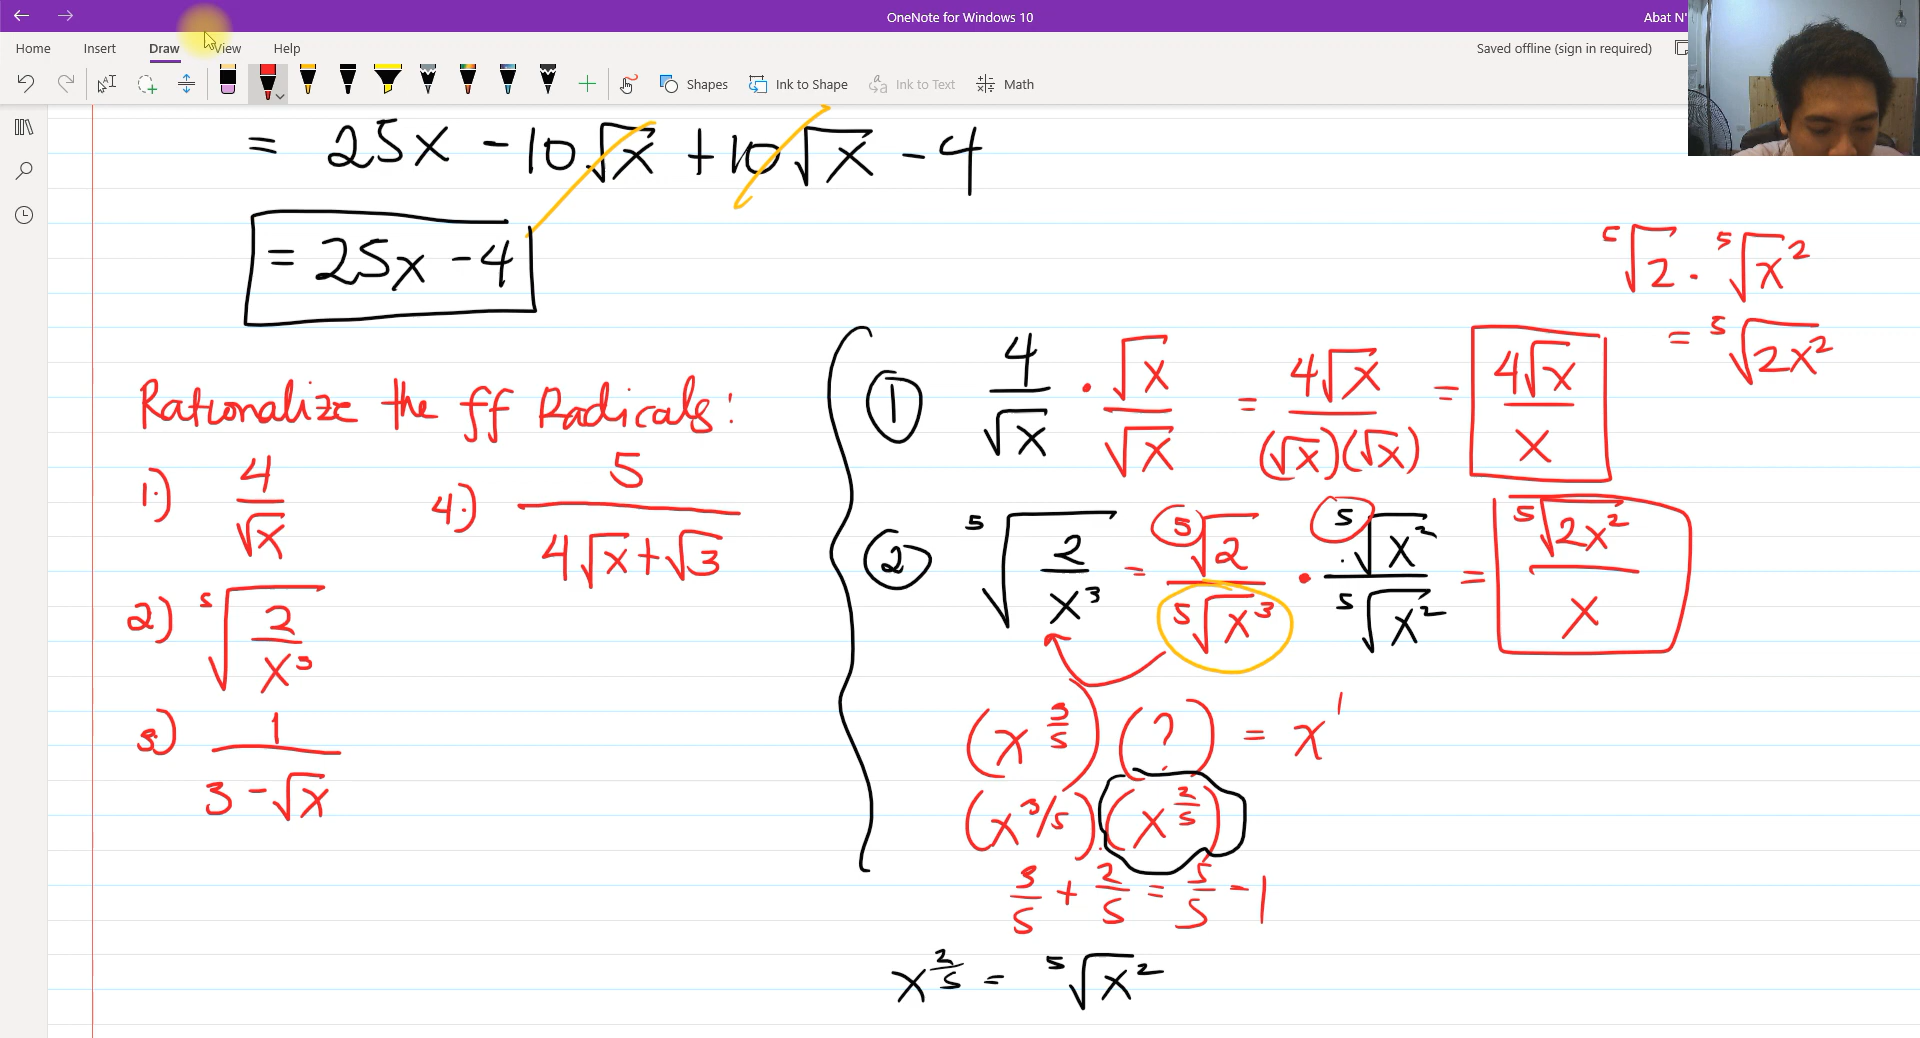 OneNote for Windows 10
Abat N'
Home Insert Draw View Help
Saved offline (sign in required)
Shapes Ink to Shape Ink to Text Math
= 25x - 10√x + 10√x - 4
= 25x - 4
⁵√2 · ⁵√x²
= ⁵√2x²
Rationalize the ff Radicals:
1.) 4/√x
4.) 5/(4√x + √3)
2.) ⁵√(2/x³)
3.) 1/(3 - √x)
① 4/√x · √x/√x = 4√x/(√x)(√x) = 4√x/x
② ⁵√(2/x³) = ⁵√2/⁵√x³ · ⁵√x²/⁵√x² = ⁵√2x²/x
(x^(3/5)) (?) = x¹
(x^(3/5)) · (x^(2/5))
3/5 + 2/5 = 5/5 - 1
x^(2/5) = ⁵√x²